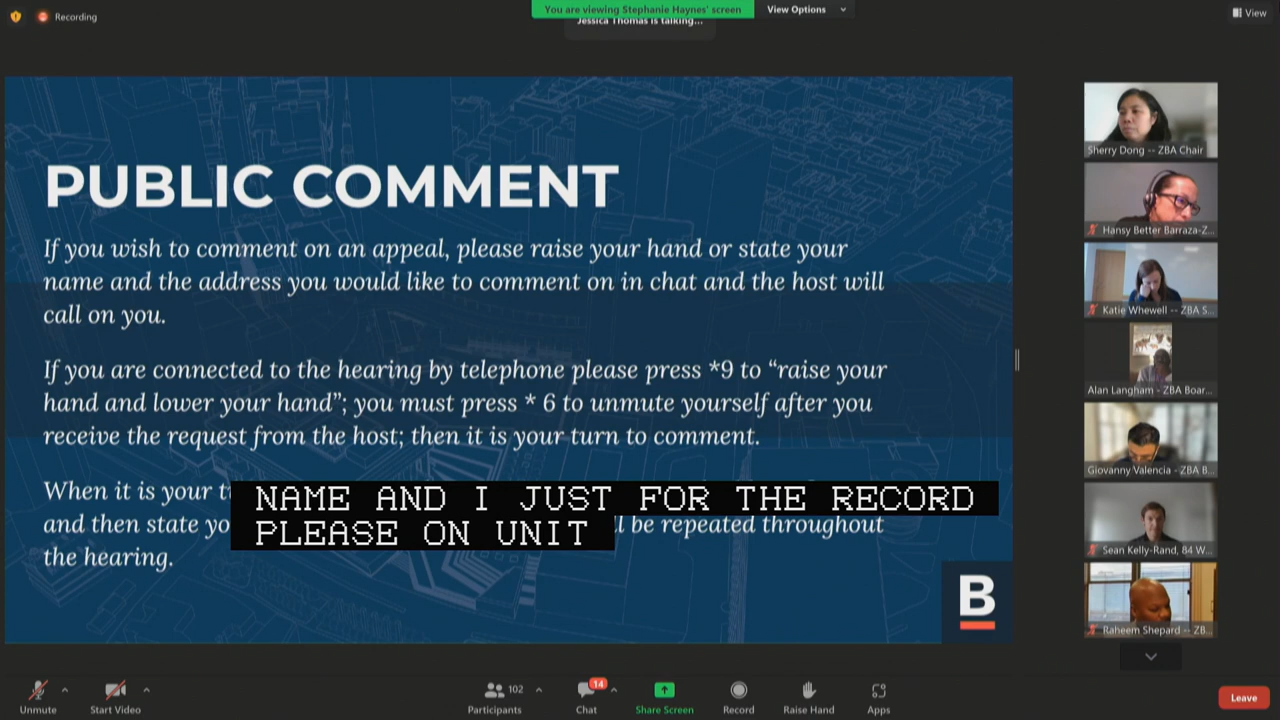 Recording
You are viewing Stephanie Haynes' screen
View Options
Jessica Thomas is talking...
View
PUBLIC COMMENT
If you wish to comment on an appeal, please raise your hand or state your
name and the address you would like to comment on in chat and the host will
call on you.
If you are connected to the hearing by telephone please press *9 to “raise your
hand and lower your hand”; you must press * 6 to unmute yourself after you
receive the request from the host; then it is your turn to comment.
When it is your
and then state
be repeated throughout
the hearing.
NAME AND I JUST FOR THE RECORD
PLEASE ON UNIT
B
Sherry Dong -- ZBA Chair
Hansy Better Barraza-Z...
Katie Whewell -- ZBA S...
Alan Langham - ZBA Boar...
Giovanny Valencia - ZBA B...
Sean Kelly-Rand, 84 W...
Raheem Shepard -- ZB...
Unmute
Start Video
102
Participants
14
Chat
Share Screen
Record
Raise Hand
Apps
Leave